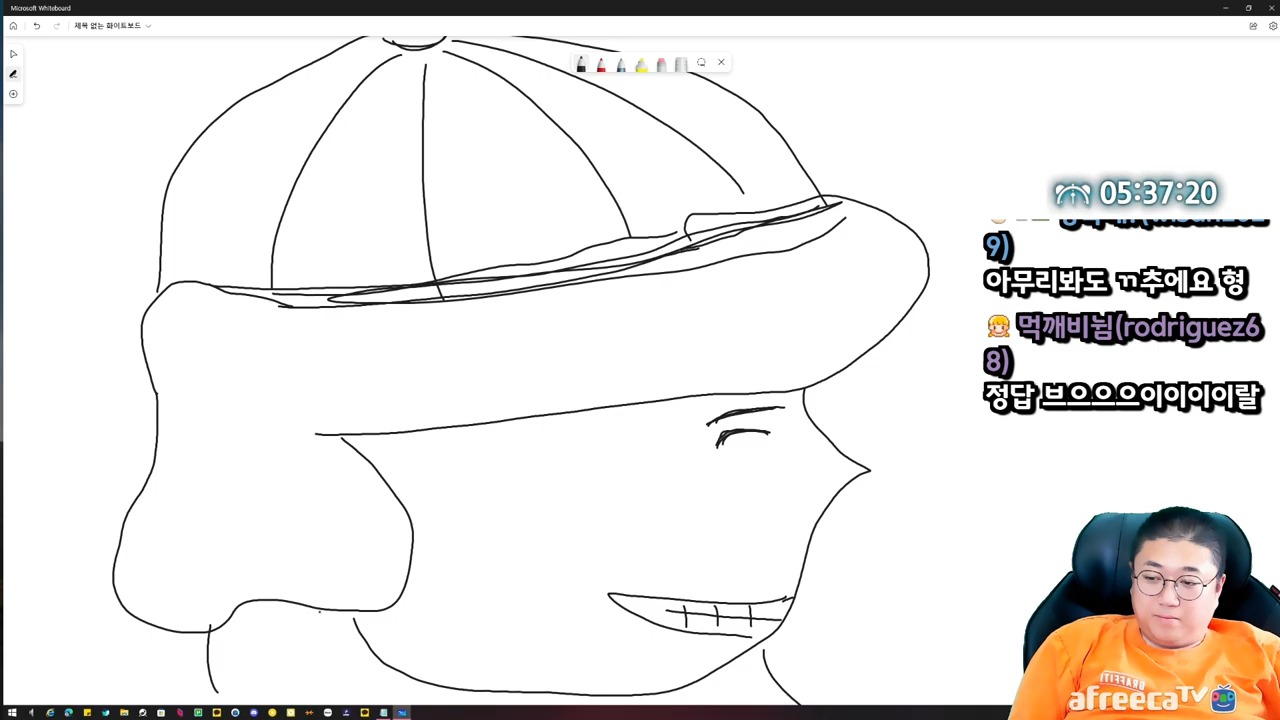 Microsoft Whiteboard
제목 없는 화이트보드
05:37:20
9)
아무리봐도 ㄲ추에요 형
먹깨비뉨(rodriguez6
8)
정답 브으으으이이이이랄
GRAFFITI
afreecaTV